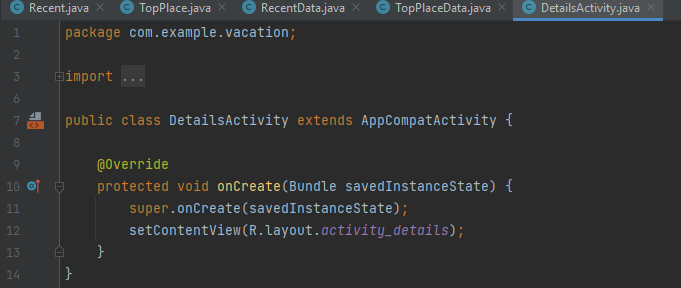 Recent.java TopPlace.java RecentData.java TopPlaceData.java DetailsActivity.java
1 package com.example.vacation;
2
3 import ...
6
7 public class DetailsActivity extends AppCompatActivity {
8
9 @Override
10 protected void onCreate(Bundle savedInstanceState) {
11 super.onCreate(savedInstanceState);
12 setContentView(R.layout.activity_details);
13 }
14 }